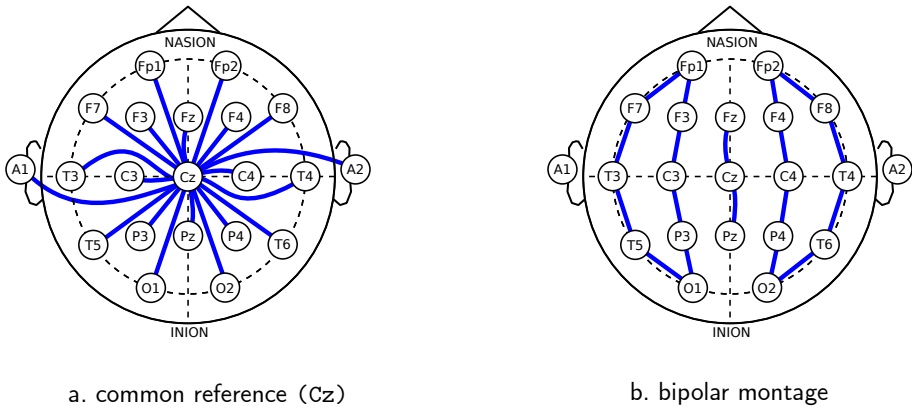 NASION
Fp1 Fp2
F7 F3 Fz F4 F8
A1 T3 C3 Cz C4 T4 A2
T5 P3 Pz P4 T6
O1 O2
INION
a. common reference (Cz)
NASION
Fp1 Fp2
F7 F3 Fz F4 F8
A1 T3 C3 Cz C4 T4 A2
T5 P3 Pz P4 T6
O1 O2
INION
b. bipolar montage